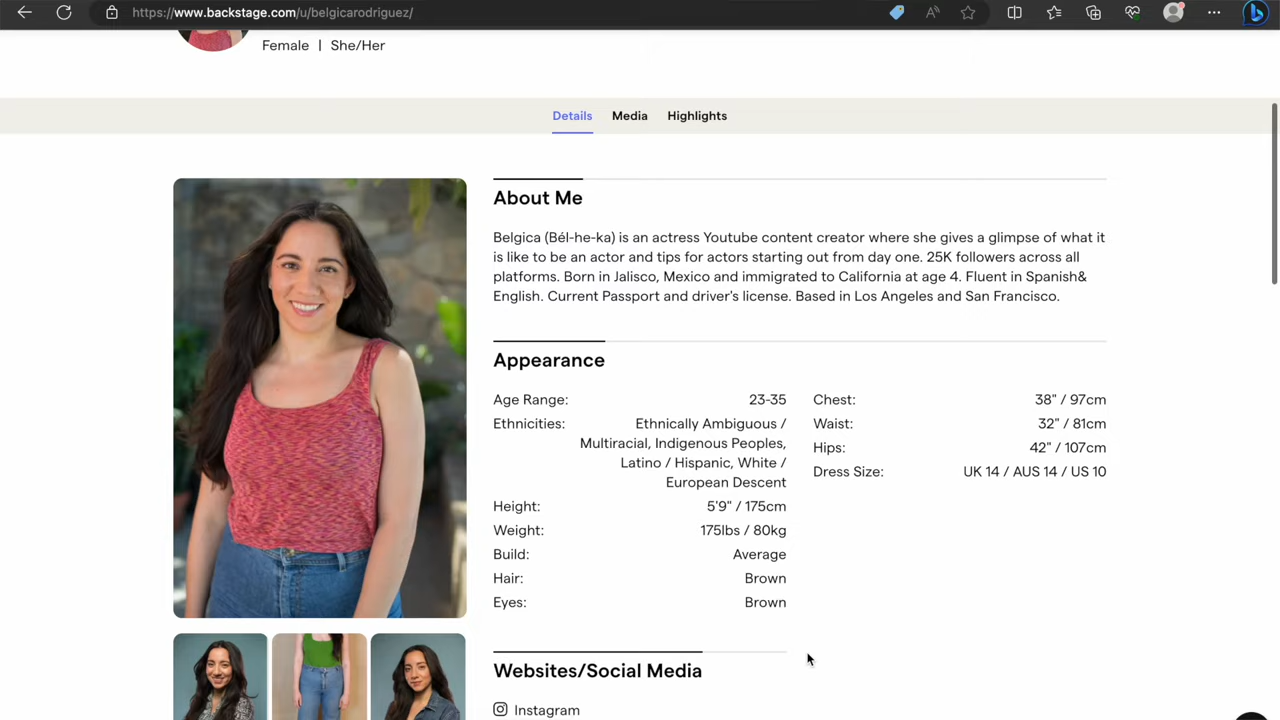 https://www.backstage.com/u/belgicarodriguez/
Female | She/Her
Details Media Highlights
About Me
Belgica (Bél-he-ka) is an actress Youtube content creator where she gives a glimpse of what it
is like to be an actor and tips for actors starting out from day one. 25K followers across all
platforms. Born in Jalisco, Mexico and immigrated to California at age 4. Fluent in Spanish&
English. Current Passport and driver's license. Based in Los Angeles and San Francisco.
Appearance
Age Range: 23-35
Ethnicities: Ethnically Ambiguous /
Multiracial, Indigenous Peoples,
Latino / Hispanic, White /
European Descent
Height: 5'9" / 175cm
Weight: 175lbs / 80kg
Build: Average
Hair: Brown
Eyes: Brown
Chest: 38" / 97cm
Waist: 32" / 81cm
Hips: 42" / 107cm
Dress Size: UK 14 / AUS 14 / US 10
Websites/Social Media
Instagram